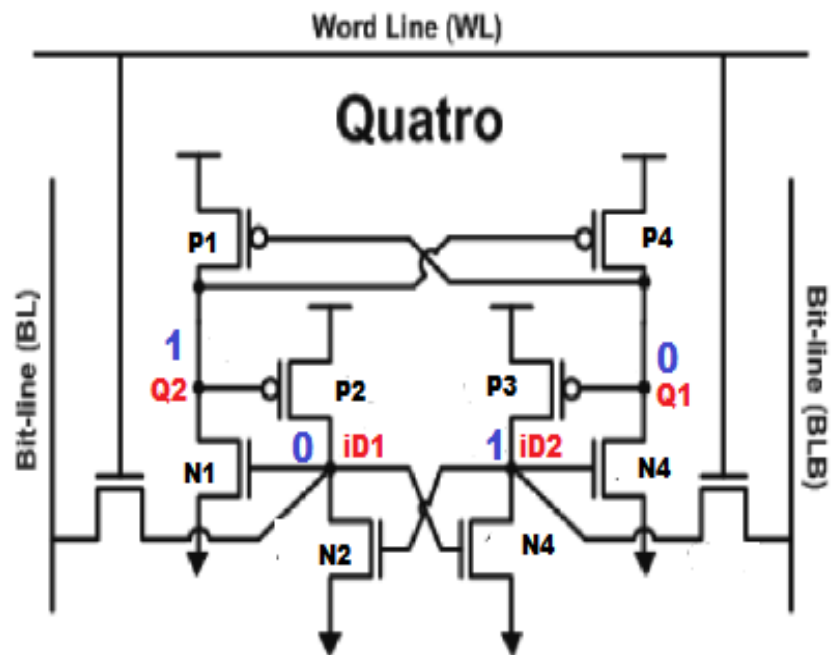 Word Line (WL)
Quatro
P1
P4
Bit-line (BL)
Bit-line (BLB)
1
0
Q2
P2
P3
Q1
0
iD1
1
iD2
N1
N4
N2
N4